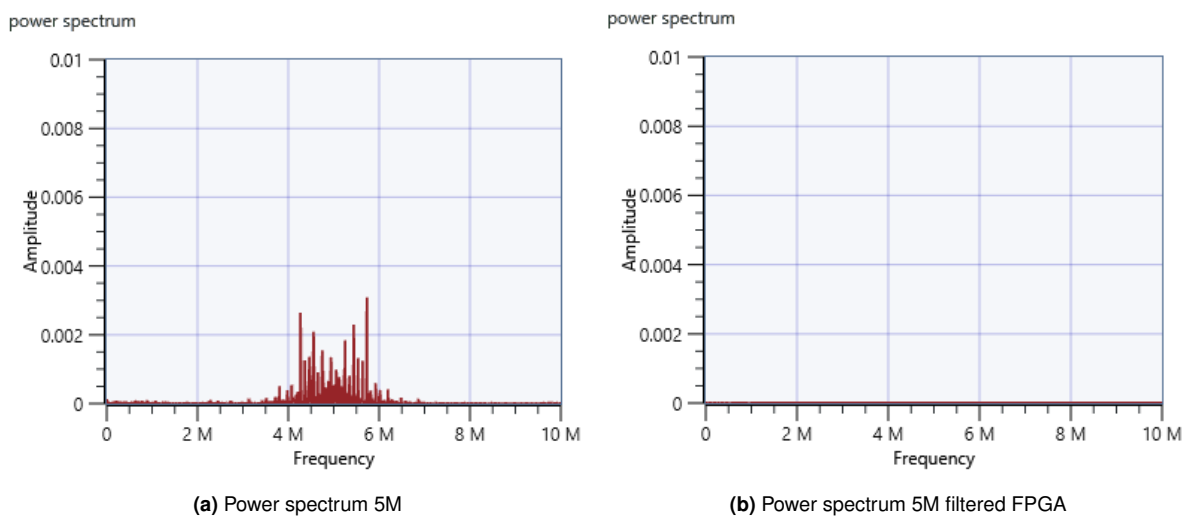 power spectrum
0.01
0.008
0.006
0.004
0.002
0
Amplitude
0 2 M 4 M 6 M 8 M 10 M
Frequency
(a) Power spectrum 5M
power spectrum
0.01
0.008
0.006
0.004
0.002
0
Amplitude
0 2 M 4 M 6 M 8 M 10 M
Frequency
(b) Power spectrum 5M filtered FPGA